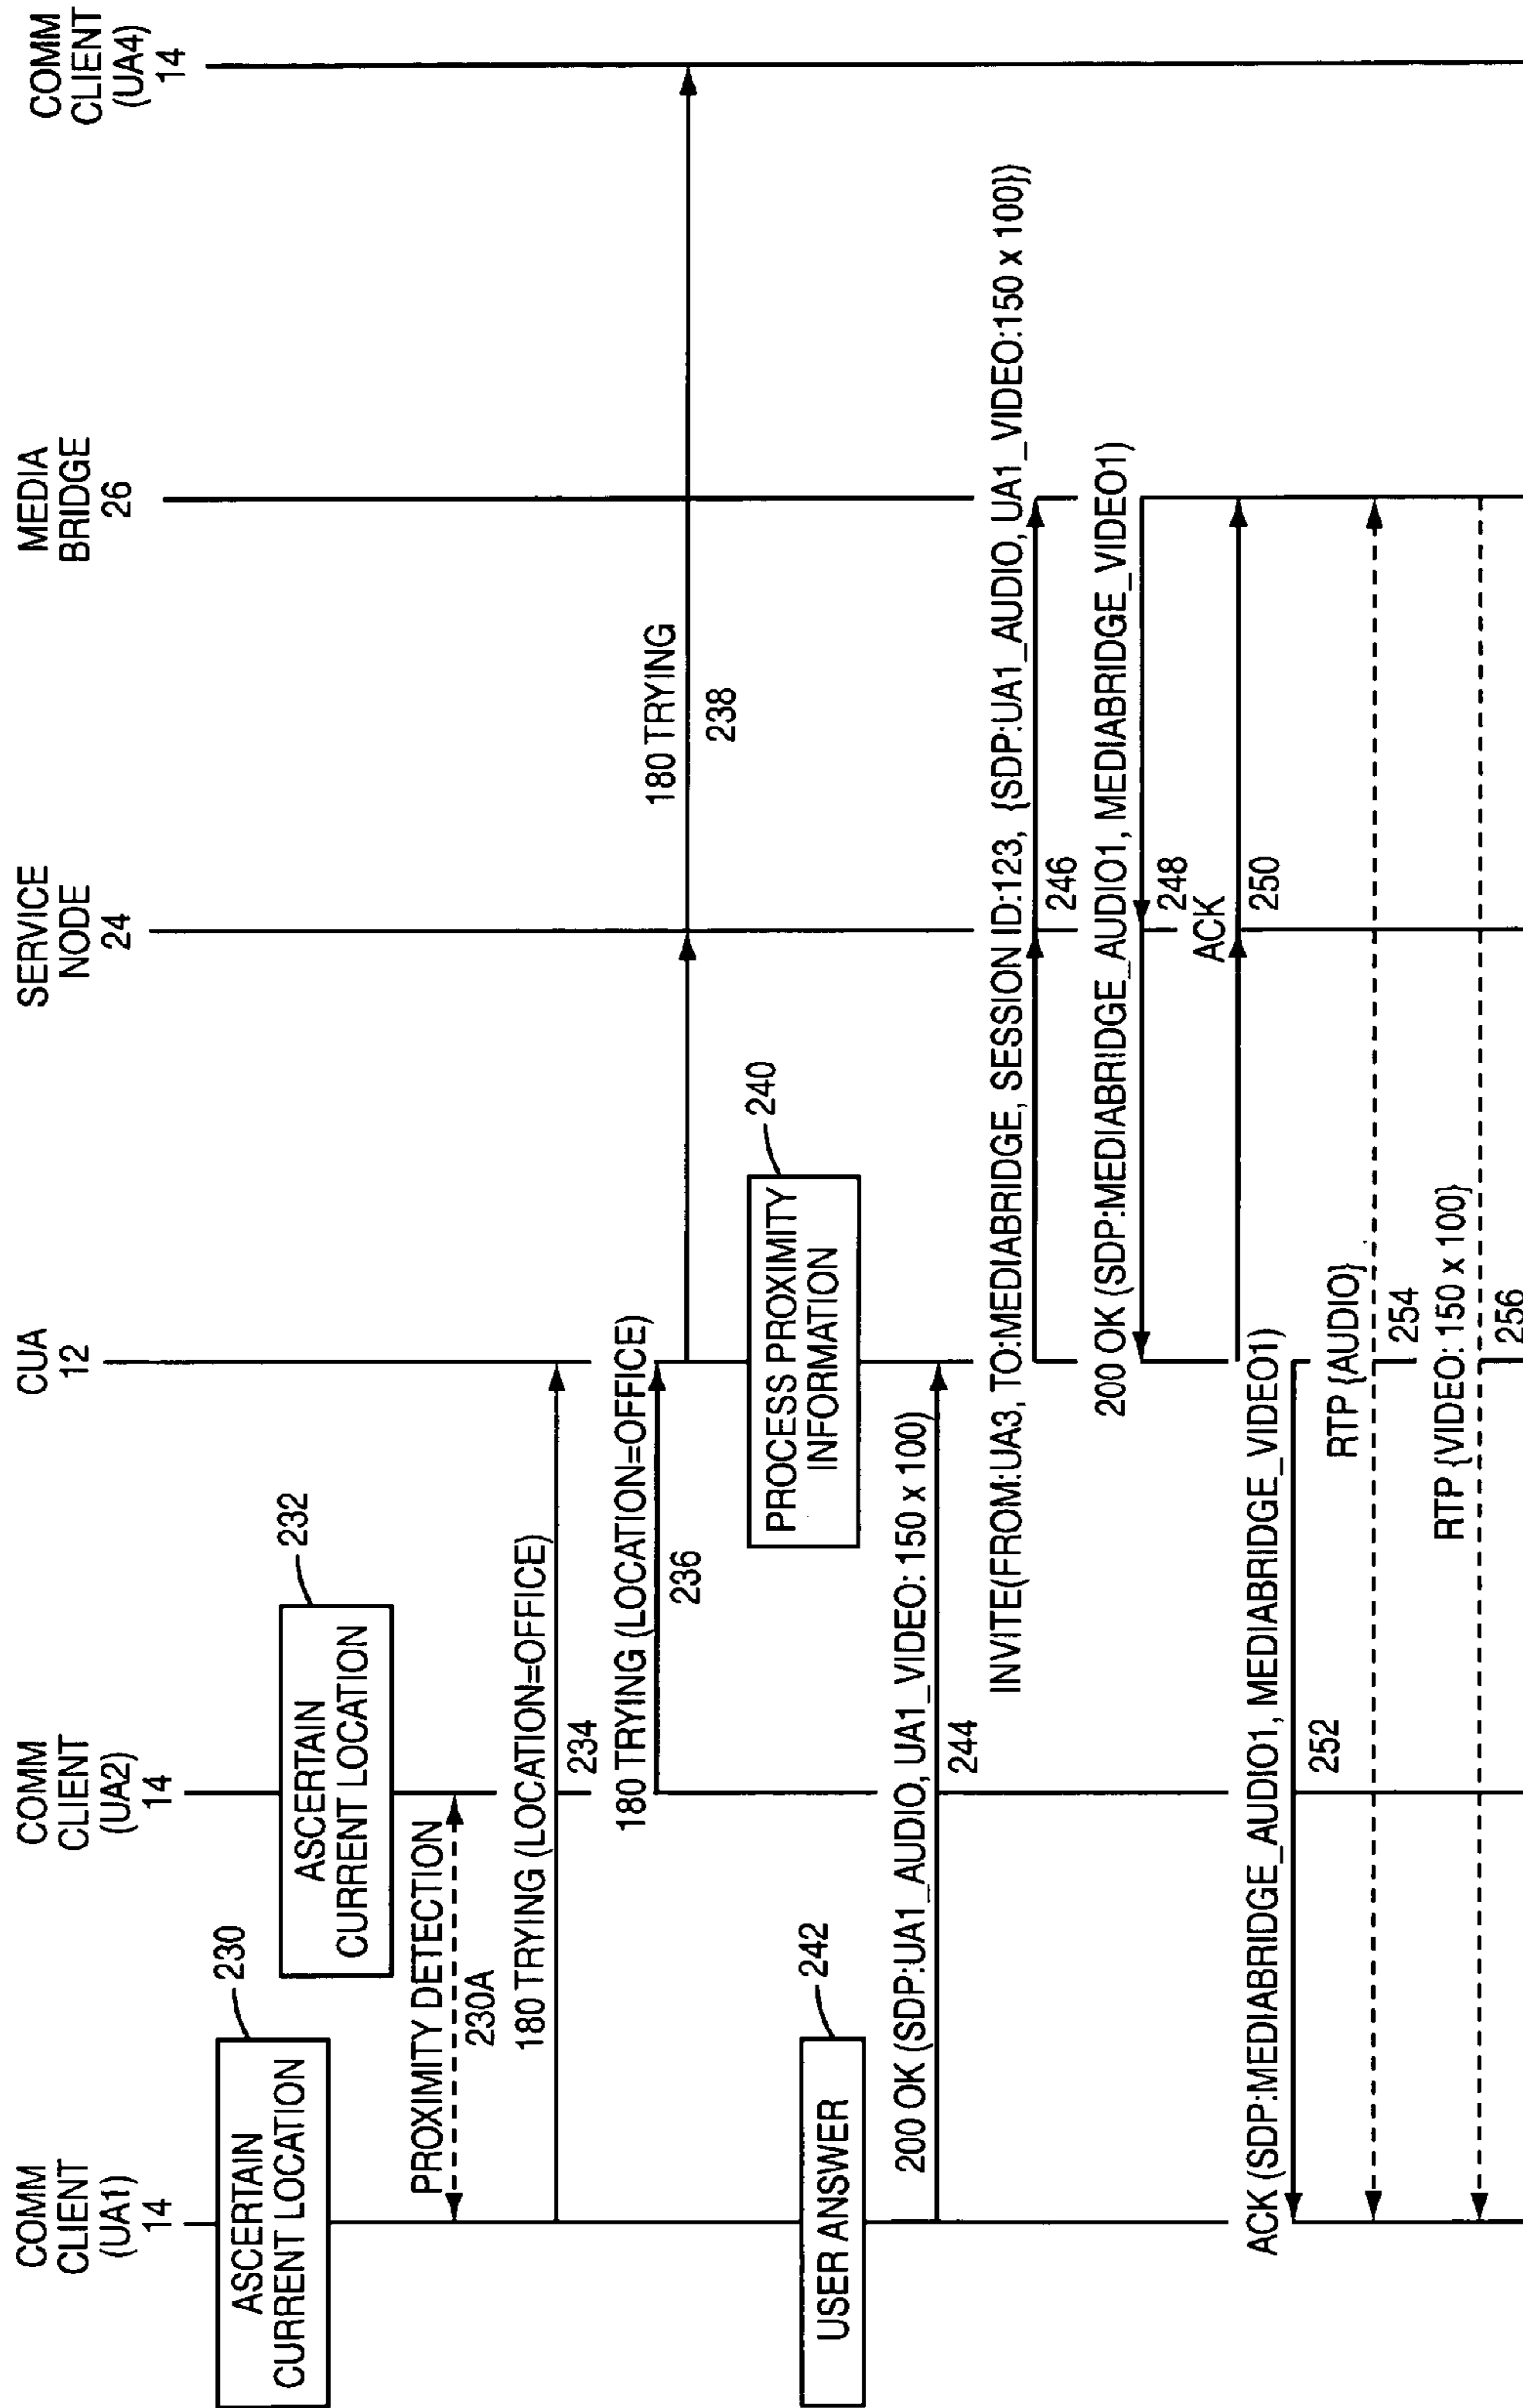 COMM
CLIENT
(UA1)
14
COMM
CLIENT
(UA2)
14
CUA
12
SERVICE
NODE
24
MEDIA
BRIDGE
26
COMM
CLIENT
(UA4)
14
ASCERTAIN
CURRENT LOCATION
230
ASCERTAIN
CURRENT LOCATION
232
PROXIMITY DETECTION
230A
180 TRYING (LOCATION=OFFICE)
234
180 TRYING (LOCATION=OFFICE)
236
180 TRYING
238
PROCESS PROXIMITY
INFORMATION
240
USER ANSWER
242
200 OK (SDP:UA1_AUDIO, UA1_VIDEO: 150 x 100)
244
INVITE(FROM:UA3, TO:MEDIABRIDGE, SESSION ID:123, {SDP:UA1_AUDIO, UA1_VIDEO:150 x 100})
246
200 OK (SDP:MEDIABRIDGE_AUDIO1, MEDIABRIDGE_VIDEO1)
248
ACK
250
ACK (SDP:MEDIABRIDGE_AUDIO1, MEDIABRIDGE_VIDEO1)
252
RTP {AUDIO}
254
RTP {VIDEO: 150 x 100}
256